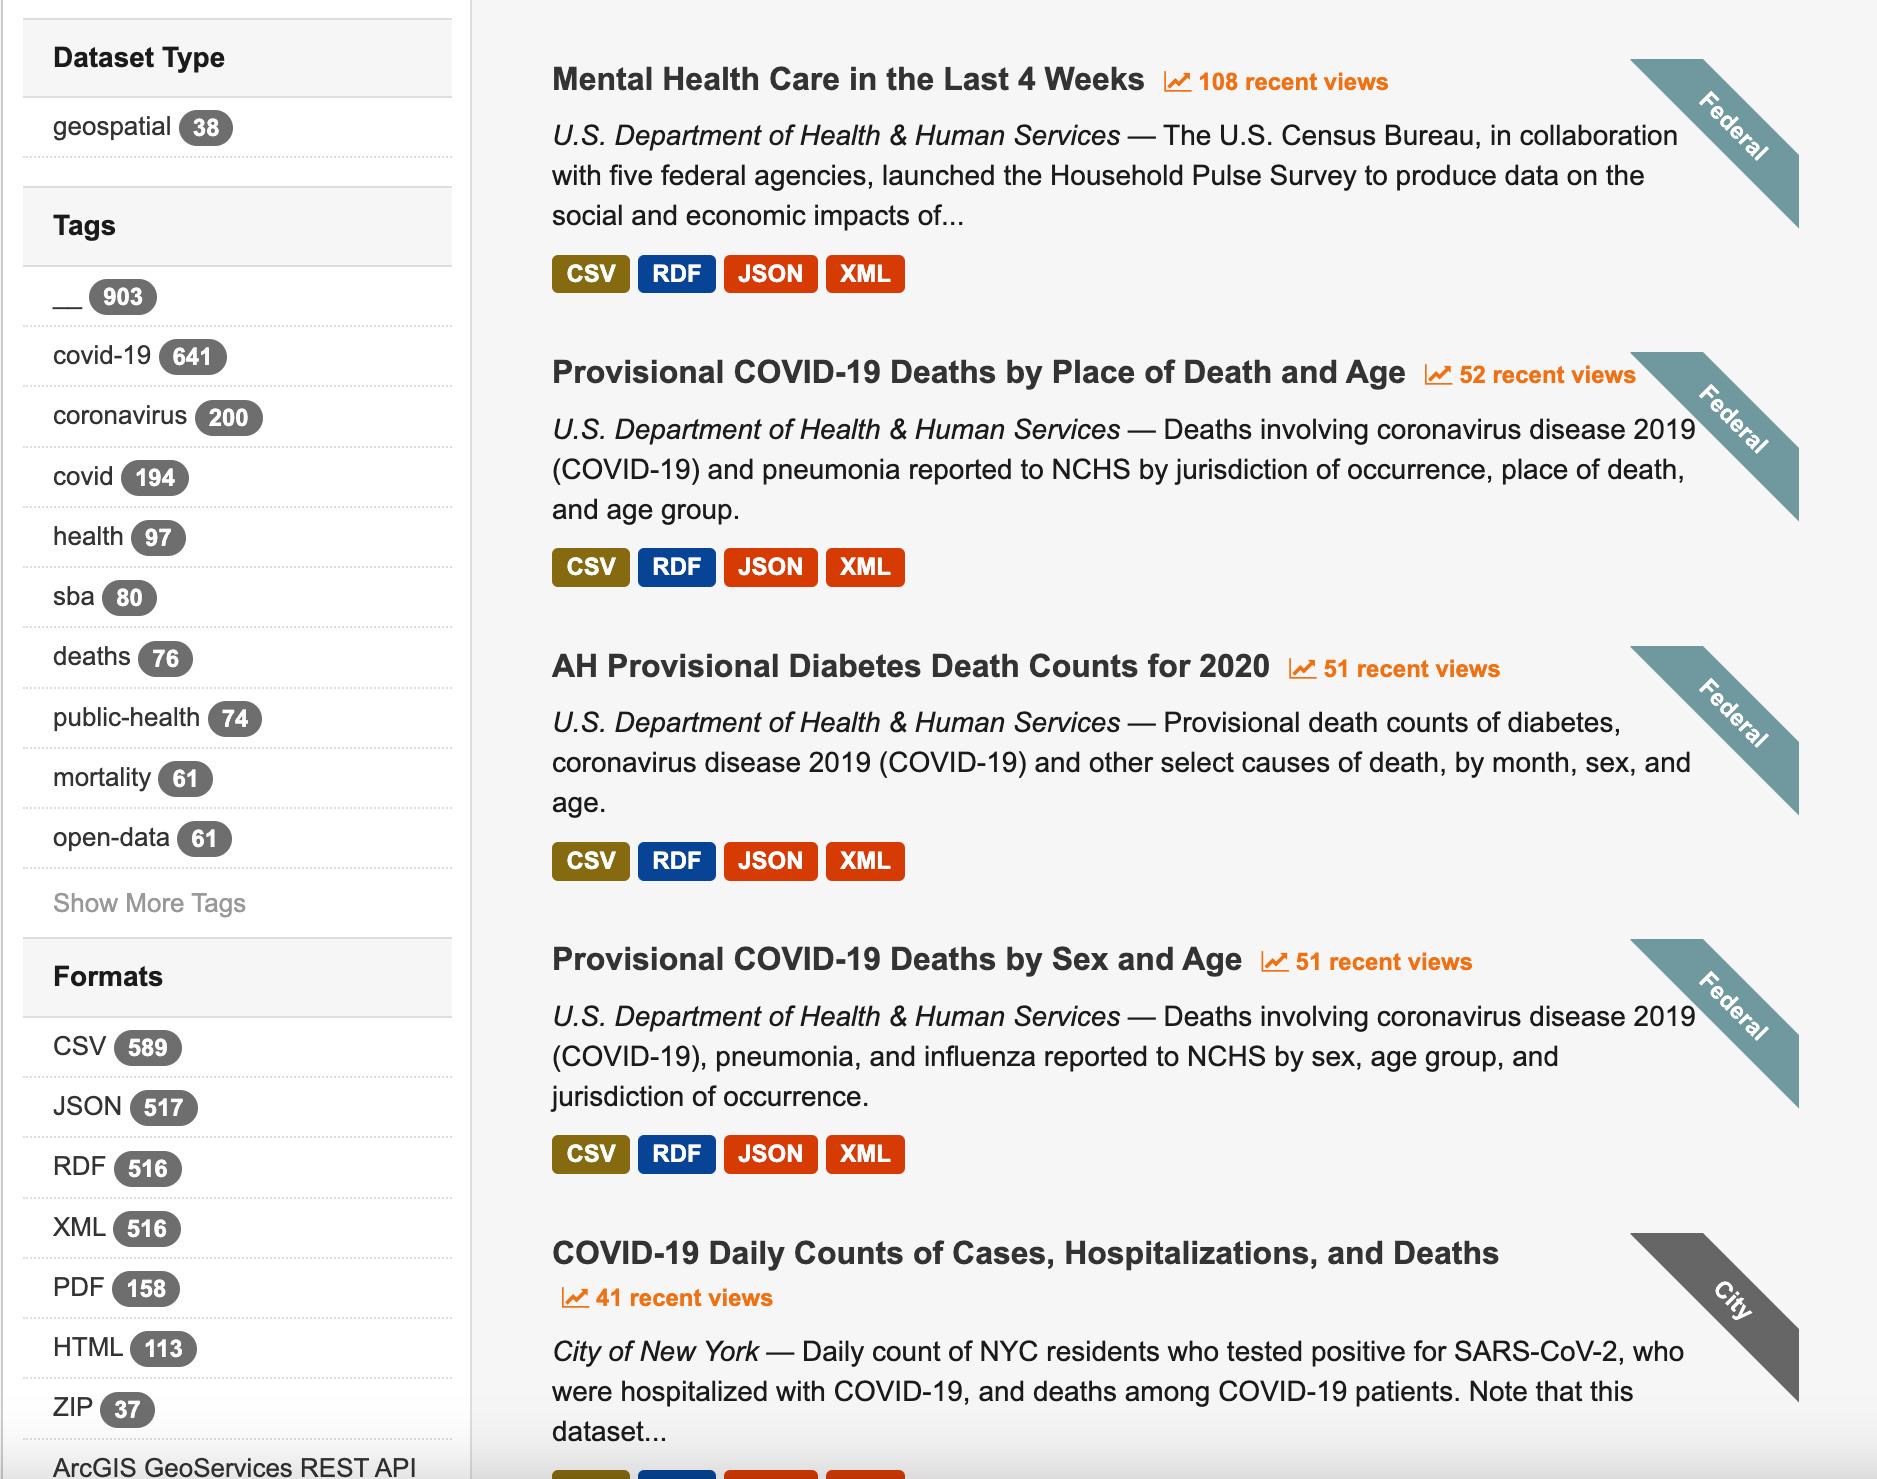 Dataset Type
geospatial 38
Tags
__ 903
covid-19 641
coronavirus 200
covid 194
health 97
sba 80
deaths 76
public-health 74
mortality 61
open-data 61
Show More Tags
Formats
CSV 589
JSON 517
RDF 516
XML 516
PDF 158
HTML 113
ZIP 37
ArcGIS GeoServices REST API
Mental Health Care in the Last 4 Weeks 108 recent views
Federal
U.S. Department of Health & Human Services — The U.S. Census Bureau, in collaboration
with five federal agencies, launched the Household Pulse Survey to produce data on the
social and economic impacts of...
CSV RDF JSON XML
Provisional COVID-19 Deaths by Place of Death and Age 52 recent views
Federal
U.S. Department of Health & Human Services — Deaths involving coronavirus disease 2019
(COVID-19) and pneumonia reported to NCHS by jurisdiction of occurrence, place of death,
and age group.
CSV RDF JSON XML
AH Provisional Diabetes Death Counts for 2020 51 recent views
Federal
U.S. Department of Health & Human Services — Provisional death counts of diabetes,
coronavirus disease 2019 (COVID-19) and other select causes of death, by month, sex, and
age.
CSV RDF JSON XML
Provisional COVID-19 Deaths by Sex and Age 51 recent views
Federal
U.S. Department of Health & Human Services — Deaths involving coronavirus disease 2019
(COVID-19), pneumonia, and influenza reported to NCHS by sex, age group, and
jurisdiction of occurrence.
CSV RDF JSON XML
COVID-19 Daily Counts of Cases, Hospitalizations, and Deaths
41 recent views
City
City of New York — Daily count of NYC residents who tested positive for SARS-CoV-2, who
were hospitalized with COVID-19, and deaths among COVID-19 patients. Note that this
dataset...